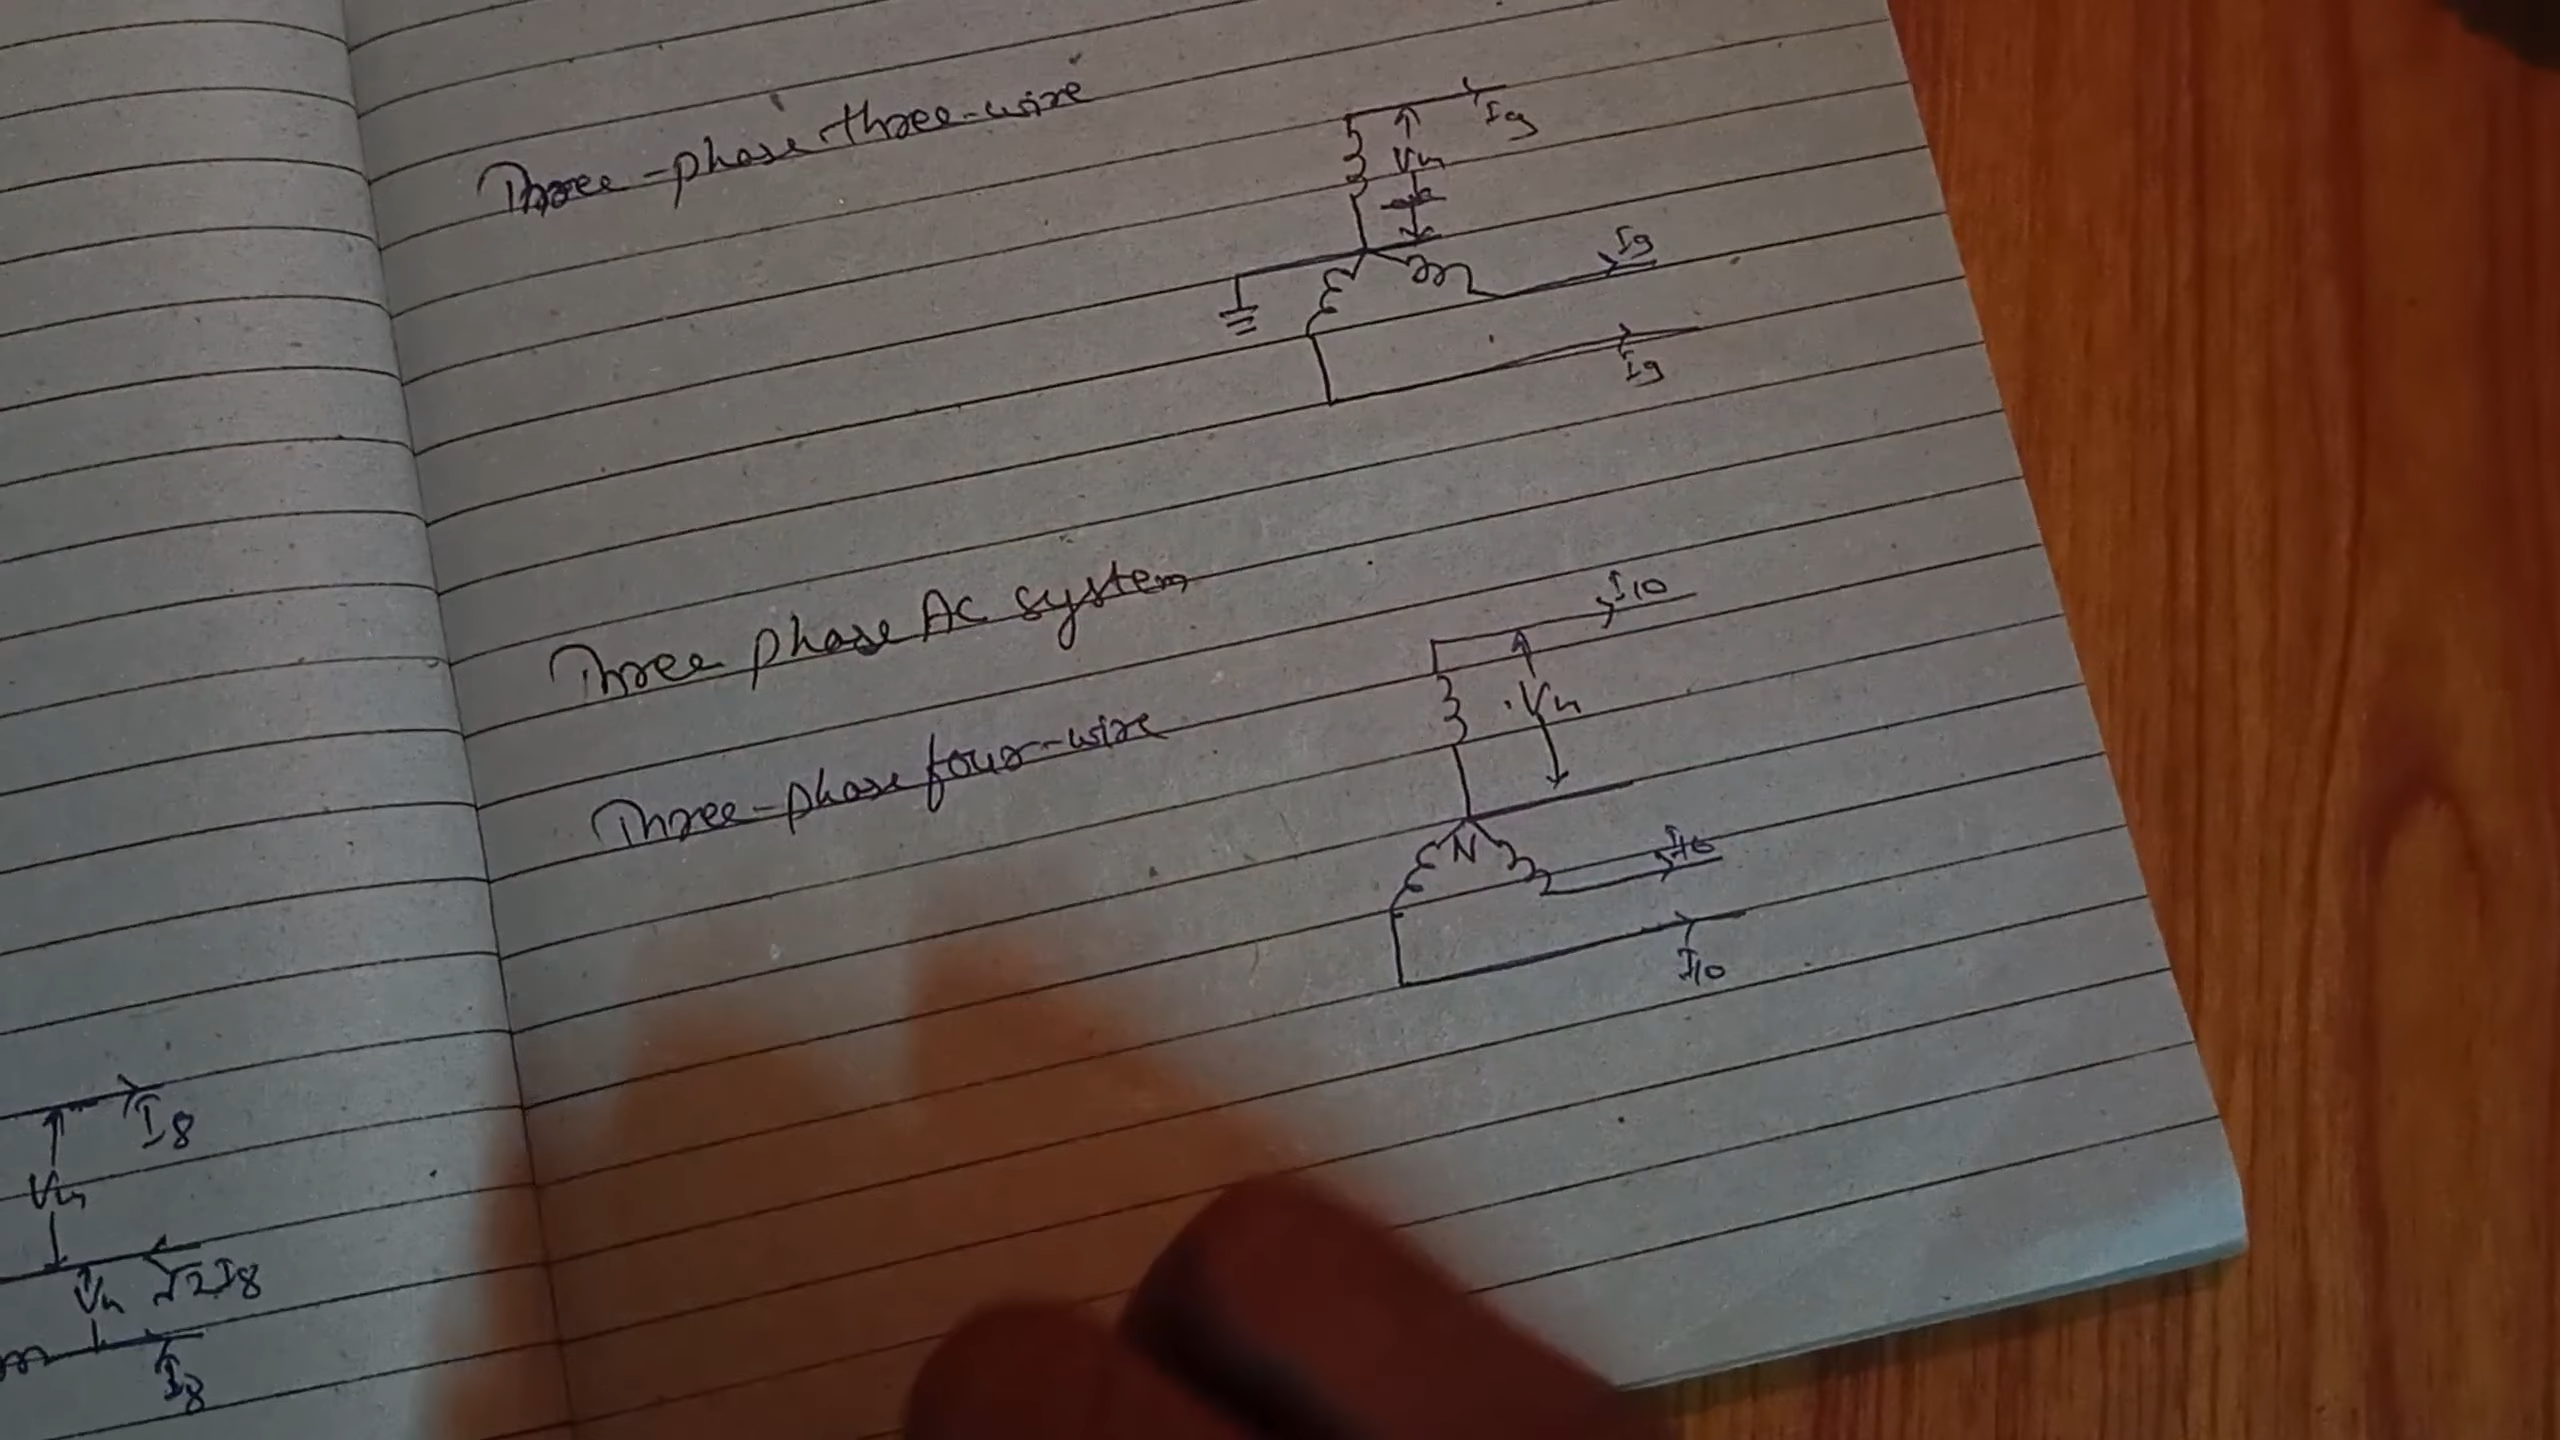 Three-phase three-wire
I9
Vm
I9
I9
Three phase AC system
Three-phase four-wire
I10
Vm
N
I10
I10
I8
Vm
Vm √2I8
I8